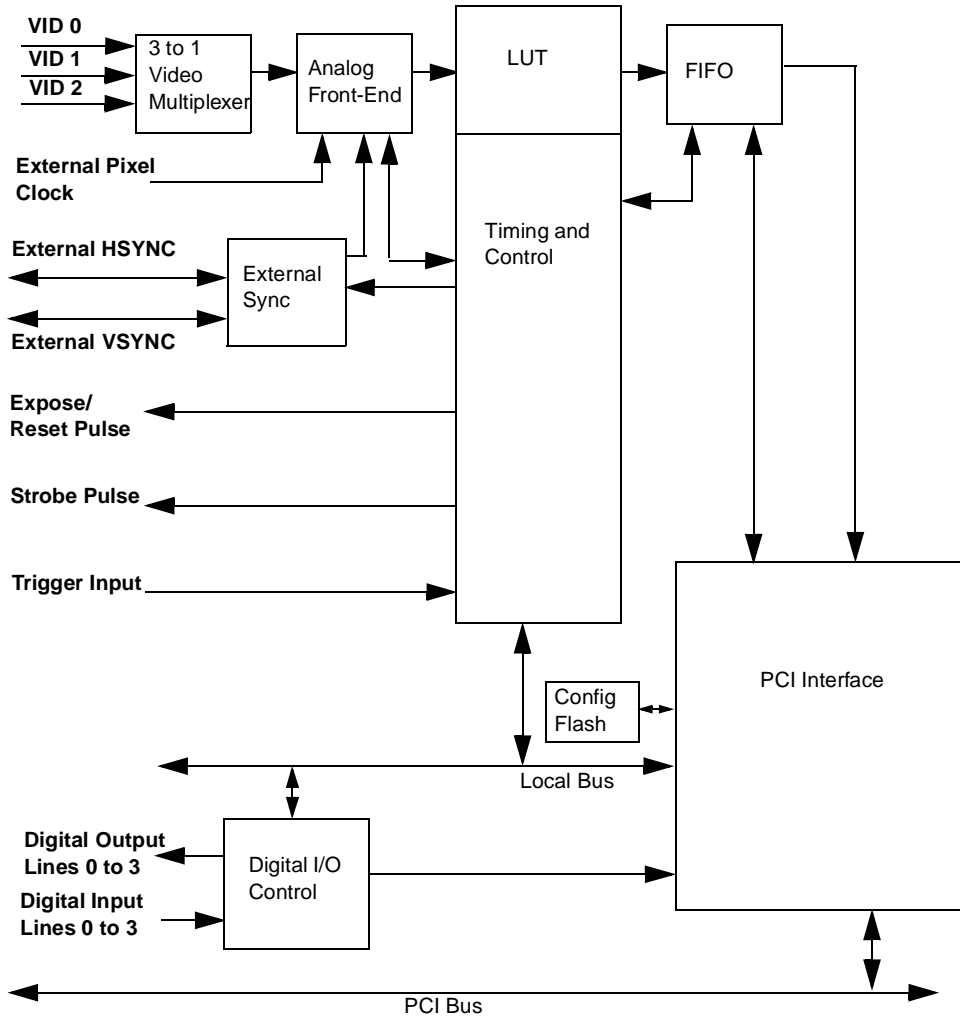 VID 0
VID 1
VID 2
3 to 1
Video
Multiplexer
Analog
Front-End
LUT
FIFO
External Pixel
Clock
Timing and
Control
External HSYNC
External
Sync
External VSYNC
Expose/
Reset Pulse
Strobe Pulse
Trigger Input
PCI Interface
Config
Flash
Local Bus
Digital Output
Lines 0 to 3
Digital I/O
Control
Digital Input
Lines 0 to 3
PCI Bus